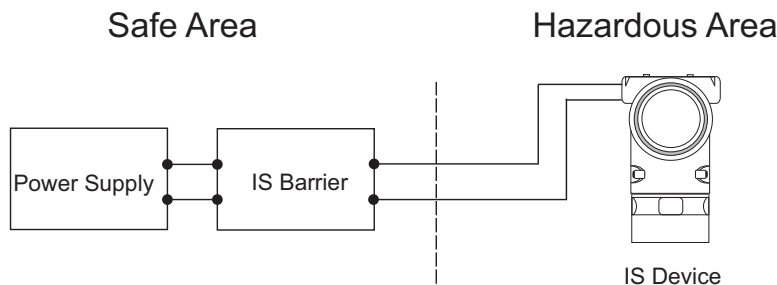 Safe Area
Hazardous Area
Power Supply
IS Barrier
IS Device